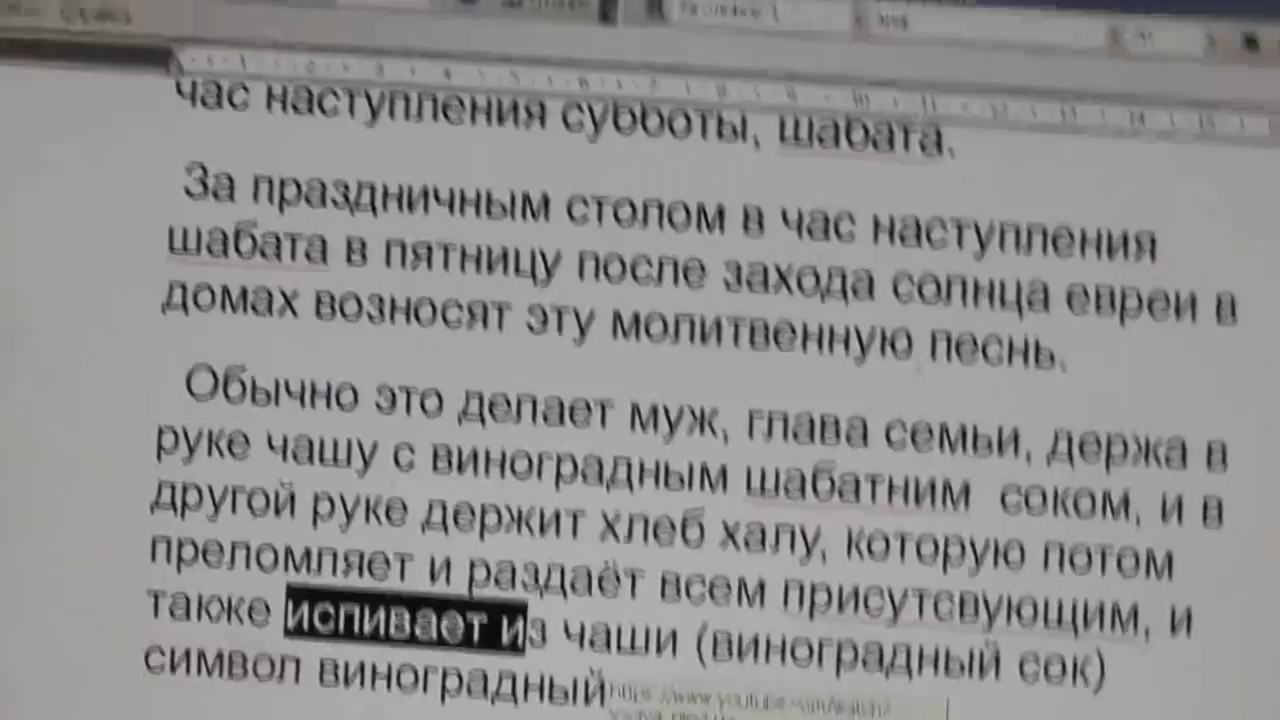 час наступления субботы, шабата.
За праздничным столом в час наступления
шабата в пятницу после захода солнца евреи в
домах возносят эту молитвенную песнь.
Обычно это делает муж, глава семьи, держа в
руке чашу с виноградным шабатним соком, и в
другой руке держит хлеб халу, которую потом
преломляет и раздаёт всем присутсвующим, и
также испивает из чаши (виноградный сок)
символ виноградный